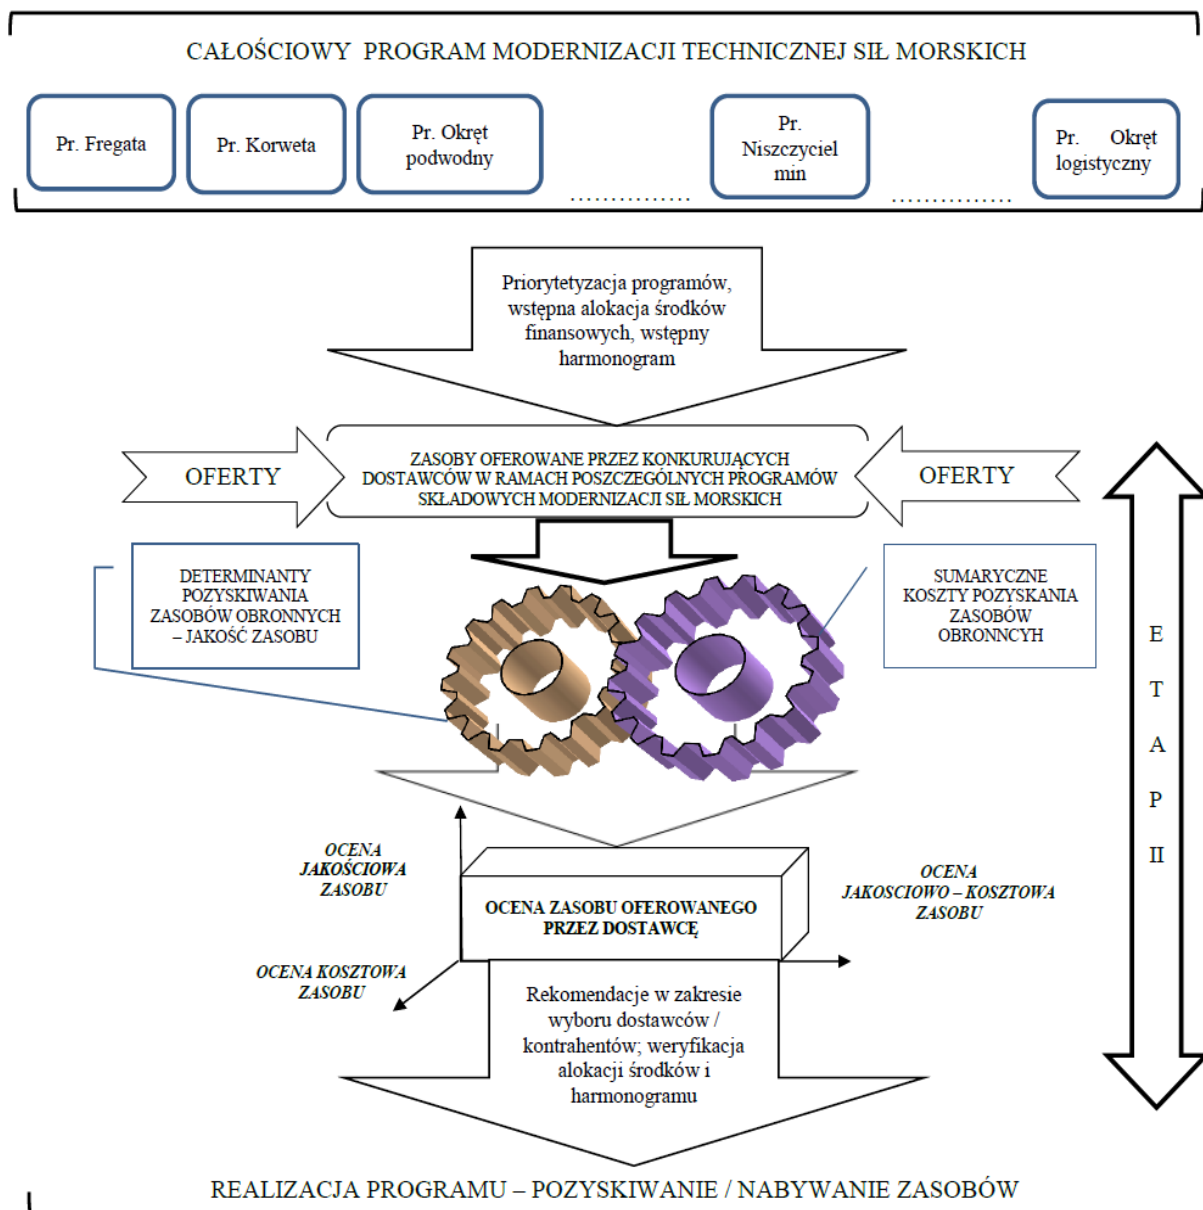 CAŁOŚCIOWY PROGRAM MODERNIZACJI TECHNICZNEJ SIŁ MORSKICH
Pr. Fregata
Pr. Korweta
Pr. Okręt
podwodny
...............
Pr.
Niszczyciel
min
...............
Pr. Okręt
logistyczny
Priorytetyzacja programów,
wstępna alokacja środków
finansowych, wstępny
harmonogram
OFERTY
ZASOBY OFEROWANE PRZEZ KONKURUJĄCYCH
DOSTAWCÓW W RAMACH POSZCZEGÓLNYCH PROGRAMÓW
SKŁADOWYCH MODERNIZACJI SIŁ MORSKICH
OFERTY
DETERMINANTY
POZYSKIWANIA
ZASOBÓW OBRONNYCH
– JAKOŚĆ ZASOBU
SUMARYCZNE
KOSZTY POZYSKANIA
ZASOBÓW
OBRONNCYH
E
T
A
P
II
OCENA
JAKOŚCIOWA
ZASOBU
OCENA ZASOBU OFEROWANEGO
PRZEZ DOSTAWCĘ
OCENA
JAKOSCIOWO – KOSZTOWA
ZASOBU
OCENA KOSZTOWA
ZASOBU
Rekomendacje w zakresie
wyboru dostawców /
kontrahentów; weryfikacja
alokacji środków i
harmonogramu
REALIZACJA PROGRAMU – POZYSKIWANIE / NABYWANIE ZASOBÓW